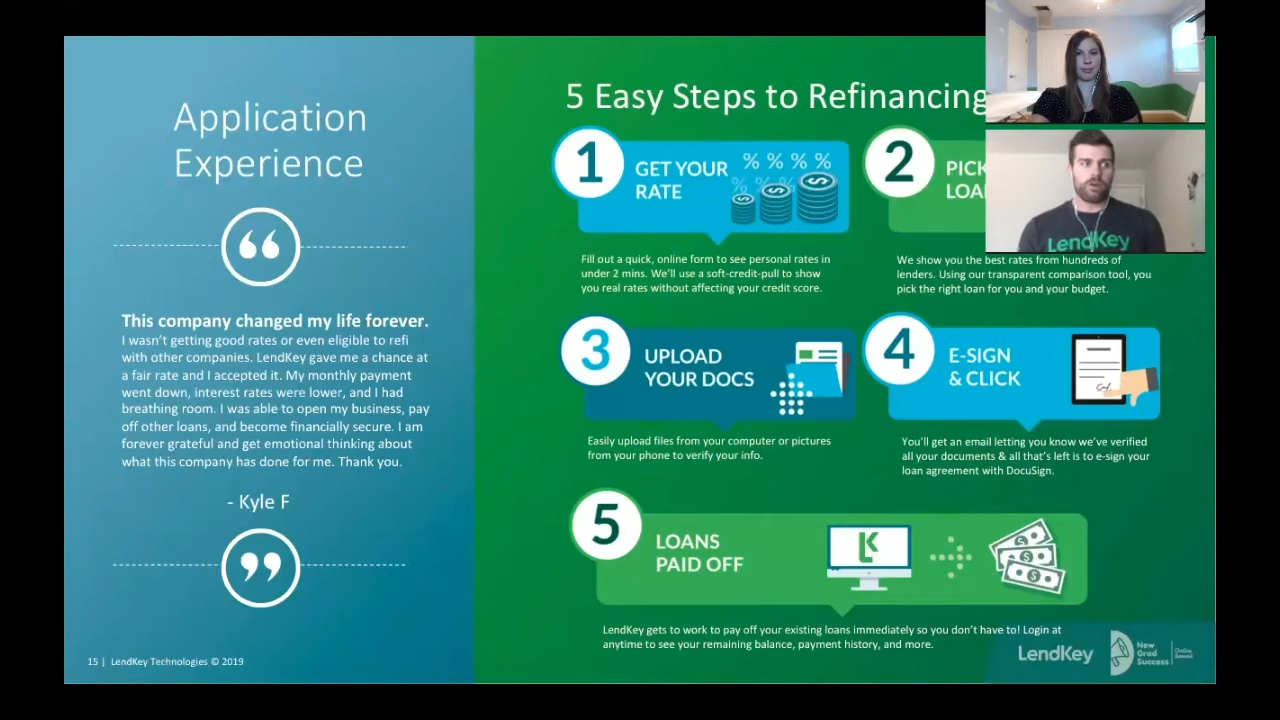 Application
Experience
This company changed my life forever.
I wasn't getting good rates or even eligible to refi
with other companies. LendKey gave me a chance at
a fair rate and I accepted it. My monthly payment
went down, interest rates were lower, and I had
breathing room. I was able to open my business, pay
off other loans, and become financially secure. I am
forever grateful and get emotional thinking about
what this company has done for me. Thank you.
- Kyle F
15 | LendKey Technologies © 2019
5 Easy Steps to Refinancing
1
GET YOUR
RATE
% % % %
% % %
Fill out a quick, online form to see personal rates in
under 2 mins. We'll use a soft-credit-pull to show
you real rates without affecting your credit score.
2
PICK
LOA
We show you the best rates from hundreds of
lenders. Using our transparent comparison tool, you
pick the right loan for you and your budget.
3
UPLOAD
YOUR DOCS
Easily upload files from your computer or pictures
from your phone to verify your info.
4
E-SIGN
& CLICK
You'll get an email letting you know we've verified
all your documents & all that's left is to e-sign your
loan agreement with DocuSign.
5
LOANS
PAID OFF
LK
LendKey gets to work to pay off your existing loans immediately so you don't have to! Login at
anytime to see your remaining balance, payment history, and more.
LendKey
New
Grad
Success
LendKey